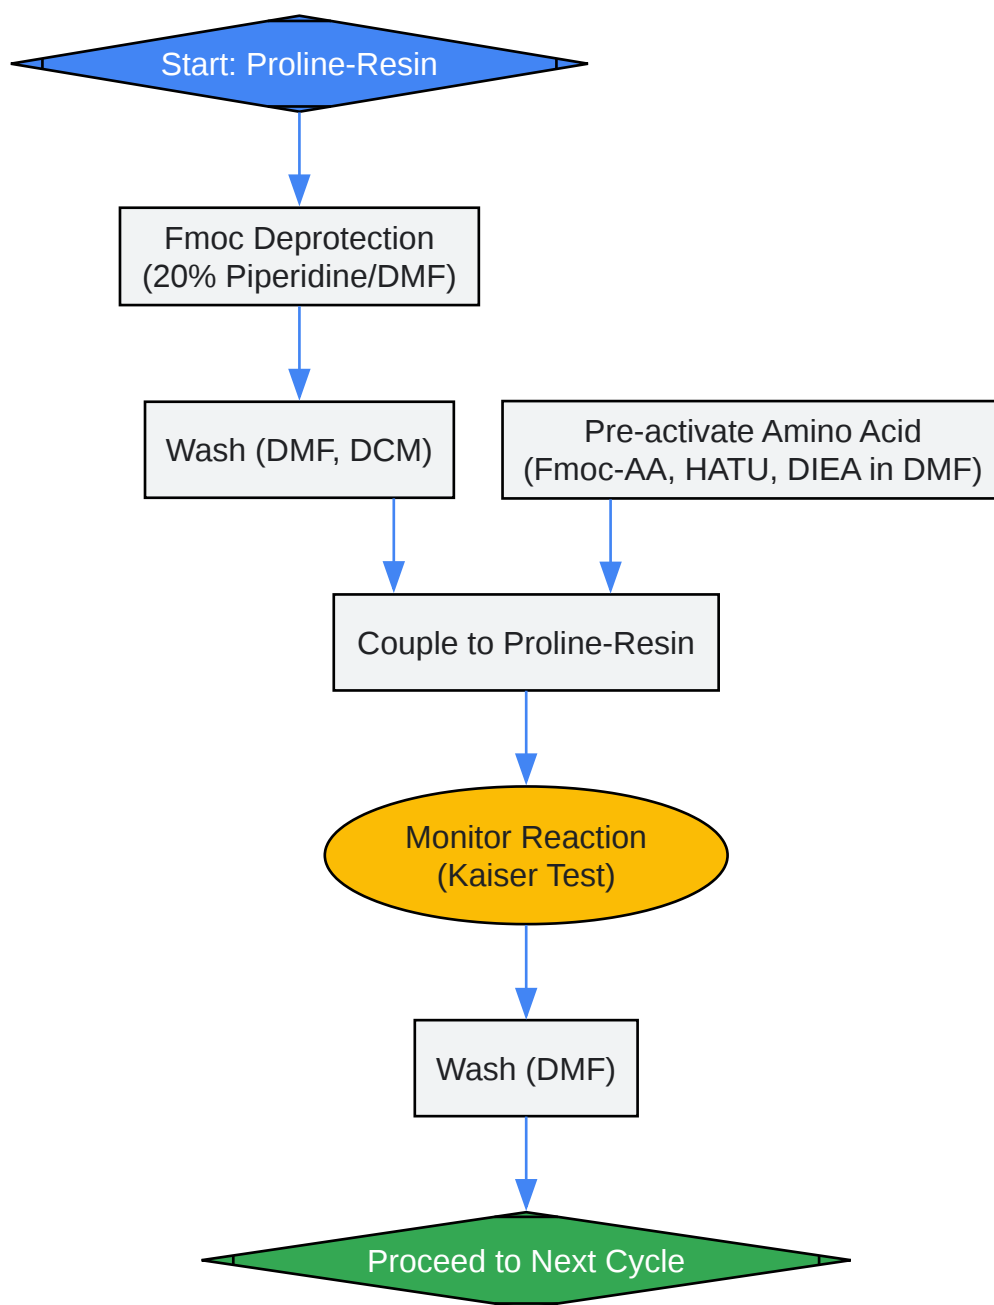 Start: Proline-Resin
Fmoc Deprotection
(20% Piperidine/DMF)
Wash (DMF, DCM)
Pre-activate Amino Acid
(Fmoc-AA, HATU, DIEA in DMF)
Couple to Proline-Resin
Monitor Reaction
(Kaiser Test)
Wash (DMF)
Proceed to Next Cycle